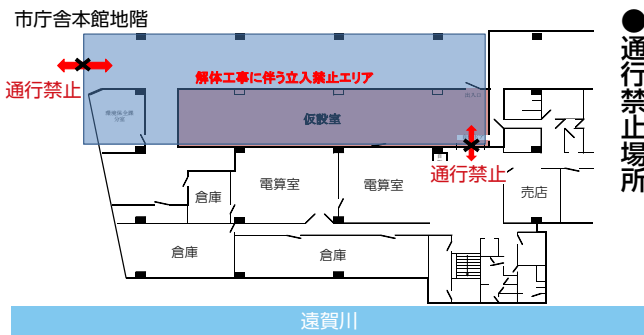 市庁舎本館地階
●通行禁止場所
通行禁止
解体工事に伴う立入禁止エリア
仮設室
通行禁止
電算室
電算室
倉庫
売店
倉庫
倉庫
遠賀川